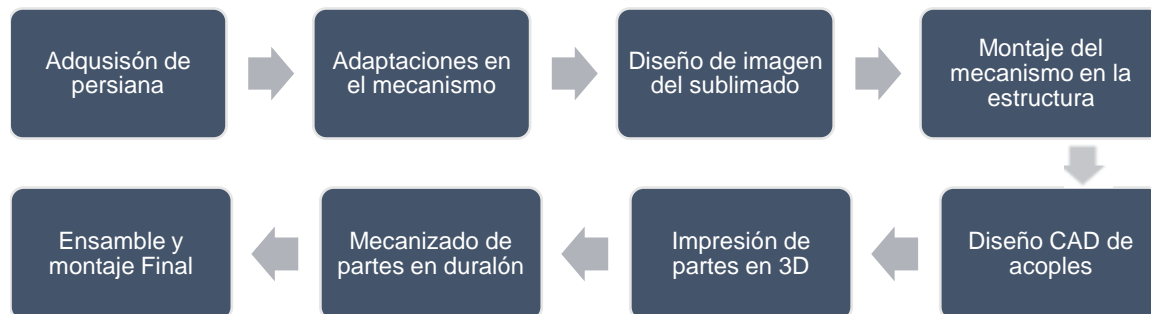 Adqusisón de
persiana
Adaptaciones en
el mecanismo
Diseño de imagen
del sublimado
Montaje del
mecanismo en la
estructura
Diseño CAD de
acoples
Impresión de
partes en 3D
Mecanizado de
partes en duralón
Ensamble y
montaje Final